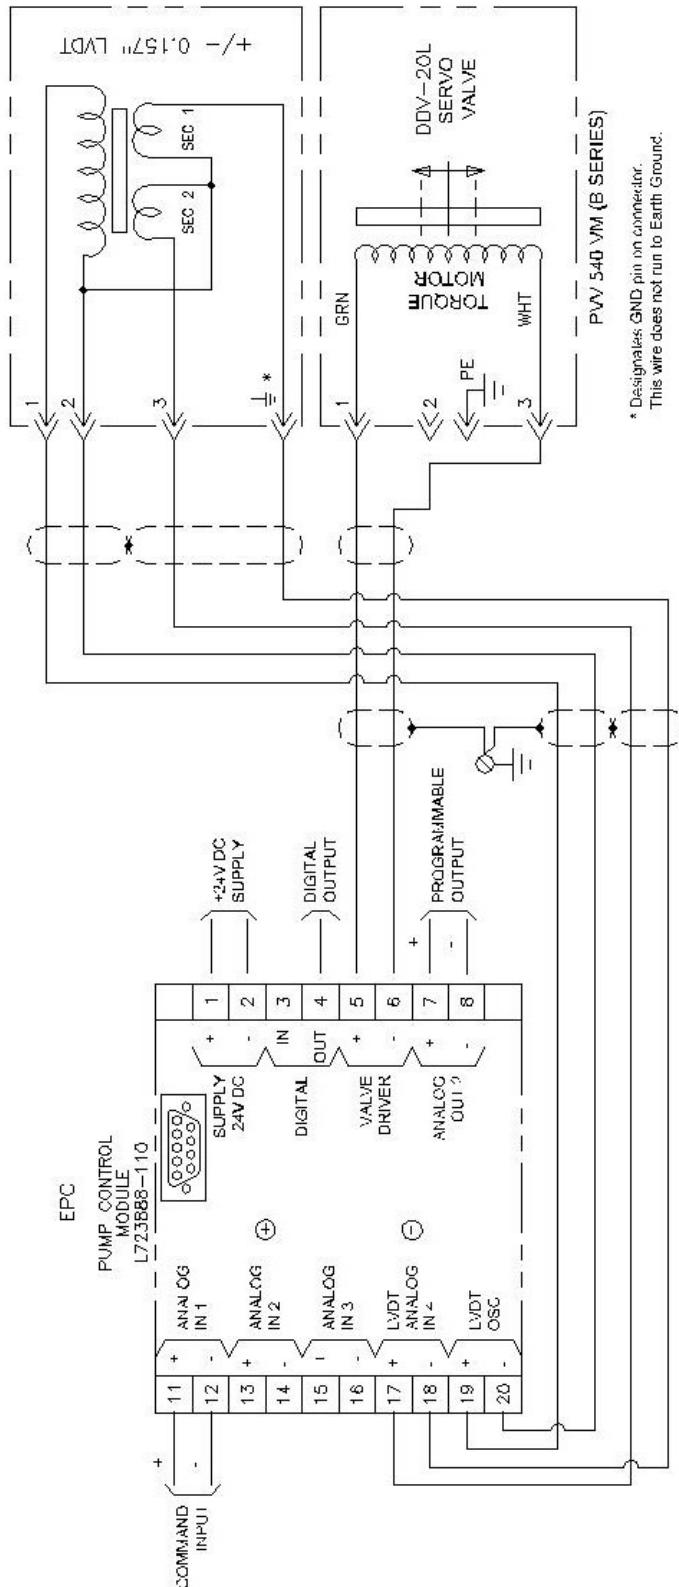 +/- 0.157" LVDT
SEC 1
SEC 2
1
2
3
*
DDV-20L
SERVO
VALVE
TORQUE
MOTOR
GRN
WHT
1
2
PE
3
PVV 540 VM (B SERIES)
* Designates GND pin on connector.
This wire does not run to Earth Ground.
EPC
PUMP CONTROL
MODULE
L723888-110
+24V DC
SUPPLY
DIGITAL
OUTPUT
+
-
PROGRAMMABLE
OUTPUT
1
2
3
4
5
6
7
8
+
-
IN
OUT
+
-
+
-
SUPPLY
24V DC
DIGITAL
VALVE
DRIVER
ANALOG
OUT
+
-
ANALOG
IN 1
ANALOG
IN 2
ANALOG
IN 3
LVDT
ANALOG
IN 4
LVDT
OSC
+
-
+
-
-
+
-
+
-
11
12
13
14
15
16
17
18
19
20
+
-
COMMAND
INPUT